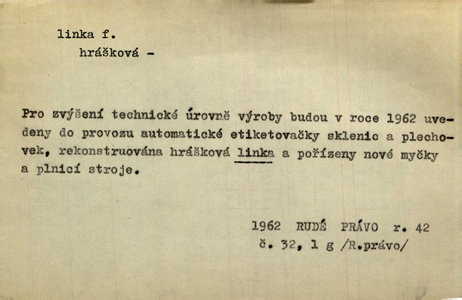 linka f.
hrášková -
Pro zvýšení technické úrovně výroby budou v roce 1962 uve-
deny do provozu automatické etiketovačky sklenic a plecho-
vek, rekonstruována hrášková linka a pořízeny nové myčky
a plnicí stroje.
1962 RUDÉ PRÁVO r. 42
č. 32, 1 g /R.právo/